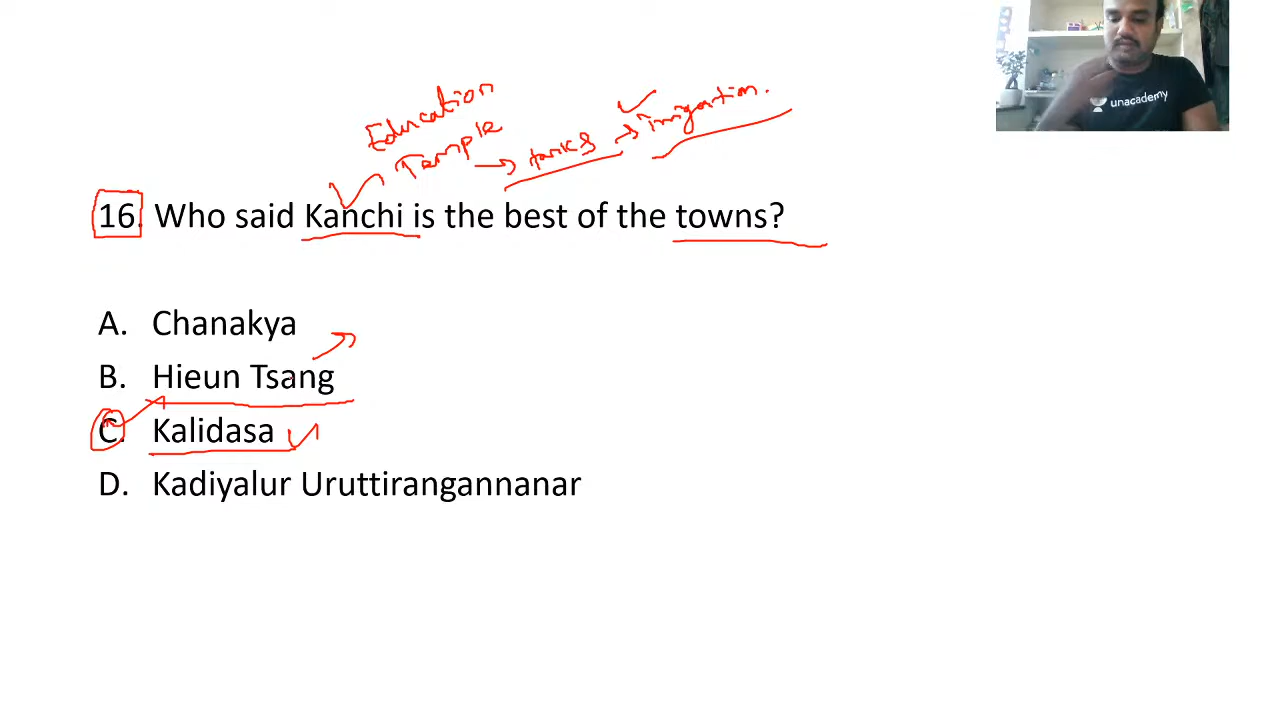 unacademy
Education
Temple → tanks → irrigation.
16. Who said Kanchi is the best of the towns?
A. Chanakya
B. Hieun Tsang
C. Kalidasa
D. Kadiyalur Uruttirangannanar